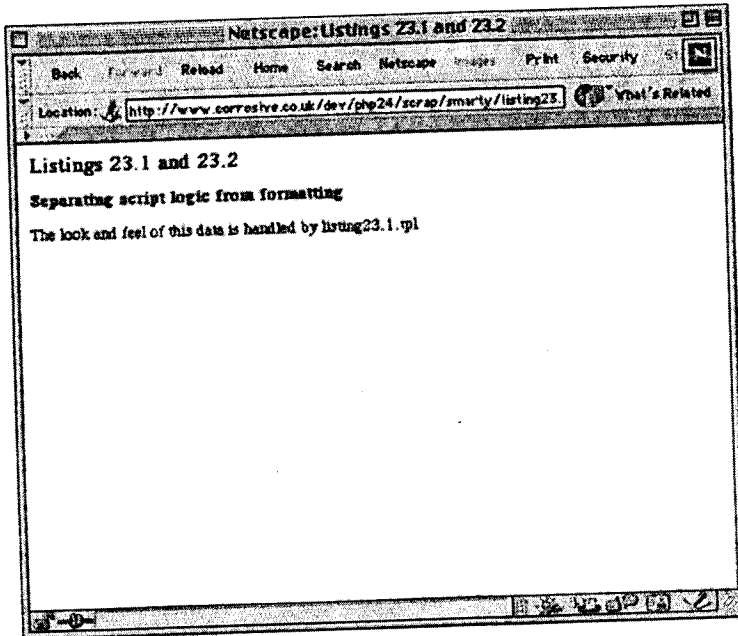 Netscape: Listings 23.1 and 23.2
Back Forward Reload Home Search Netscape Images Print Security
Location: http://www.corrosive.co.uk/dev/php24/scrap/smarty/listing23. What's Related
Listings 23.1 and 23.2
Separating script logic from formatting
The look and feel of this data is handled by listing23.1.tpl